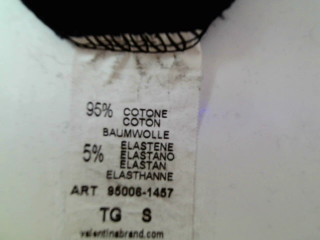 95% COTONE
COTON
BAUMWOLLE
5% ELASTENE
ELASTANO
ELASTAN
ELASTHANNE
ART 95006-1457
TG S
valentinabrand.com